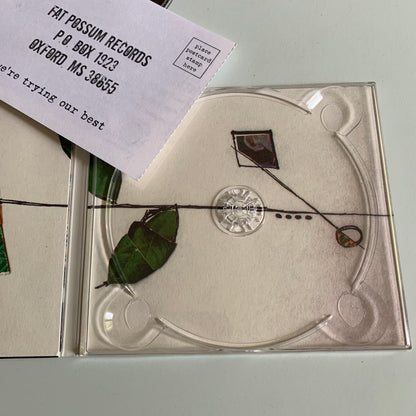 FAT POSSUM RECORDS
P O BOX 1923
OXFORD MS 38655
place
postcard
stamp
here
e're trying our best